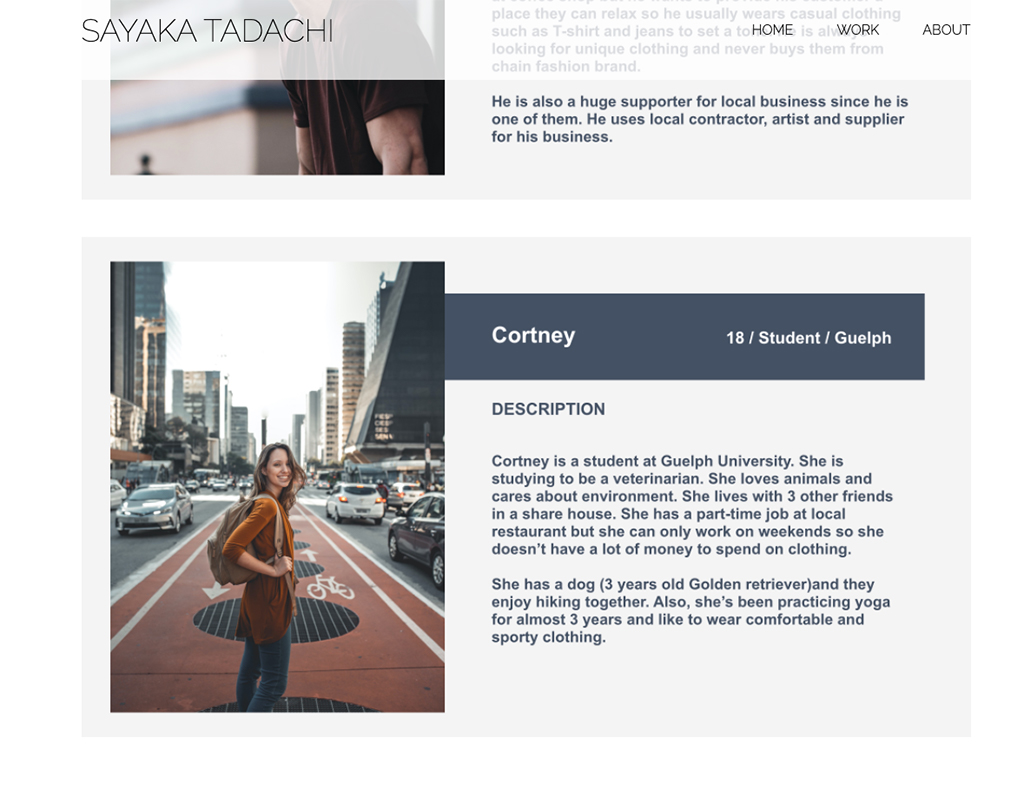 SAYAKA TADACHI
HOME WORK ABOUT
place they can relax so he usually wears casual clothing
such as T-shirt and jeans to set a is always
looking for unique clothing and never buys them from
chain fashion brand.
He is also a huge supporter for local business since he is
one of them. He uses local contractor, artist and supplier
for his business.
Cortney
18 / Student / Guelph
DESCRIPTION
Cortney is a student at Guelph University. She is
studying to be a veterinarian. She loves animals and
cares about environment. She lives with 3 other friends
in a share house. She has a part-time job at local
restaurant but she can only work on weekends so she
doesn’t have a lot of money to spend on clothing.
She has a dog (3 years old Golden retriever)and they
enjoy hiking together. Also, she’s been practicing yoga
for almost 3 years and like to wear comfortable and
sporty clothing.